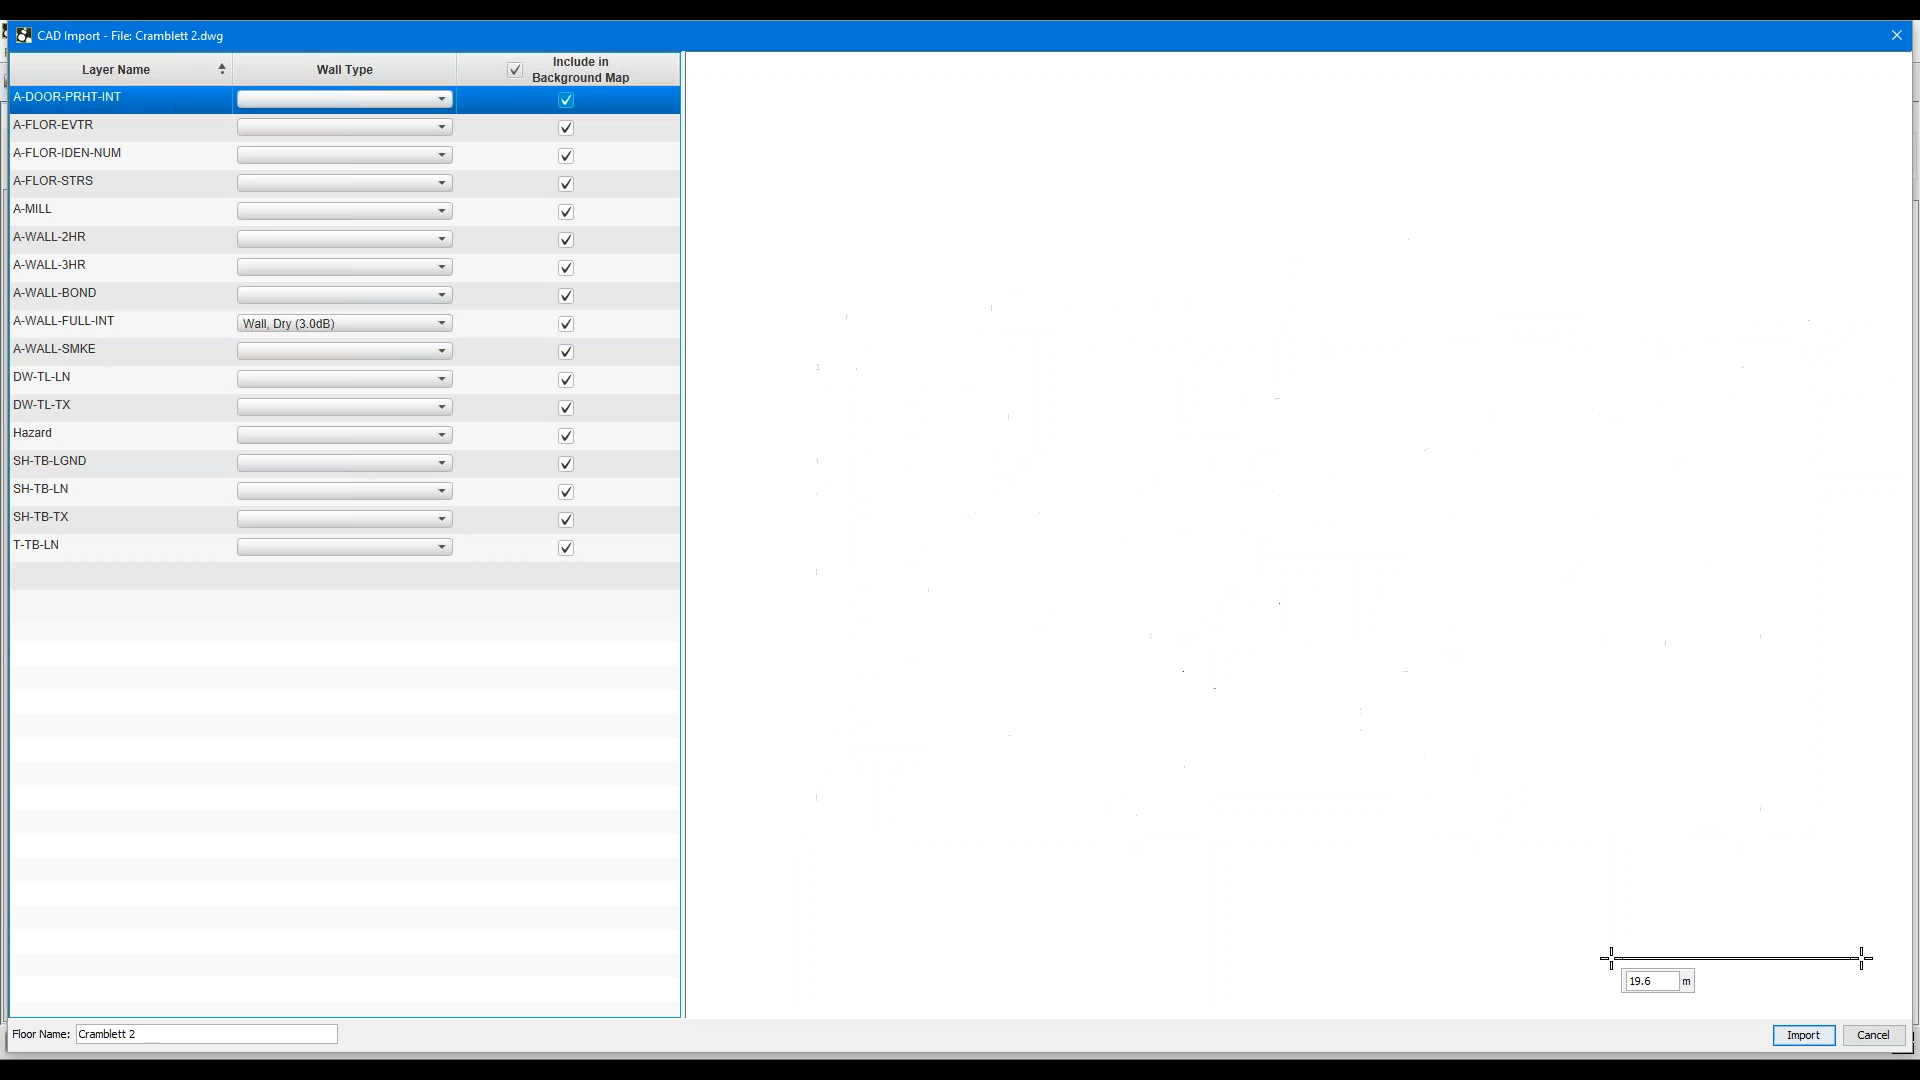 CAD Import - File: Cramblett 2.dwg
Layer Name Wall Type Include in
Background Map
A-DOOR-PRHT-INT
A-FLOR-EVTR
A-FLOR-IDEN-NUM
A-FLOR-STRS
A-MILL
A-WALL-2HR
A-WALL-3HR
A-WALL-BOND
A-WALL-FULL-INT Wall, Dry (3.0dB)
A-WALL-SMKE
DW-TL-LN
DW-TL-TX
Hazard
SH-TB-LGND
SH-TB-LN
SH-TB-TX
T-TB-LN
19.6 m
Floor Name: Cramblett 2
Import Cancel